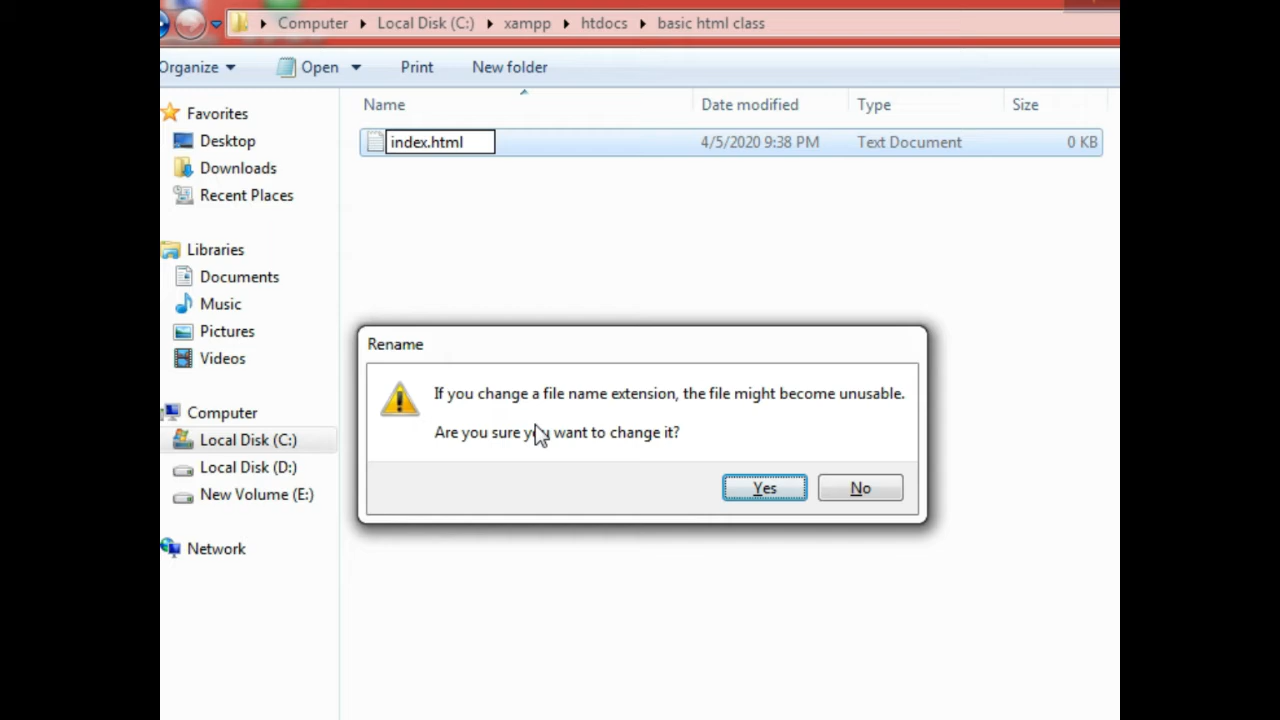 Computer Local Disk (C:) xampp htdocs basic html class
Organize Open Print New folder
Name Date modified Type Size
index.html 4/5/2020 9:38 PM Text Document 0 KB
Favorites
Desktop
Downloads
Recent Places
Libraries
Documents
Music
Pictures
Videos
Computer
Local Disk (C:)
Local Disk (D:)
New Volume (E:)
Network
Rename
If you change a file name extension, the file might become unusable.
Are you sure you want to change it?
Yes No